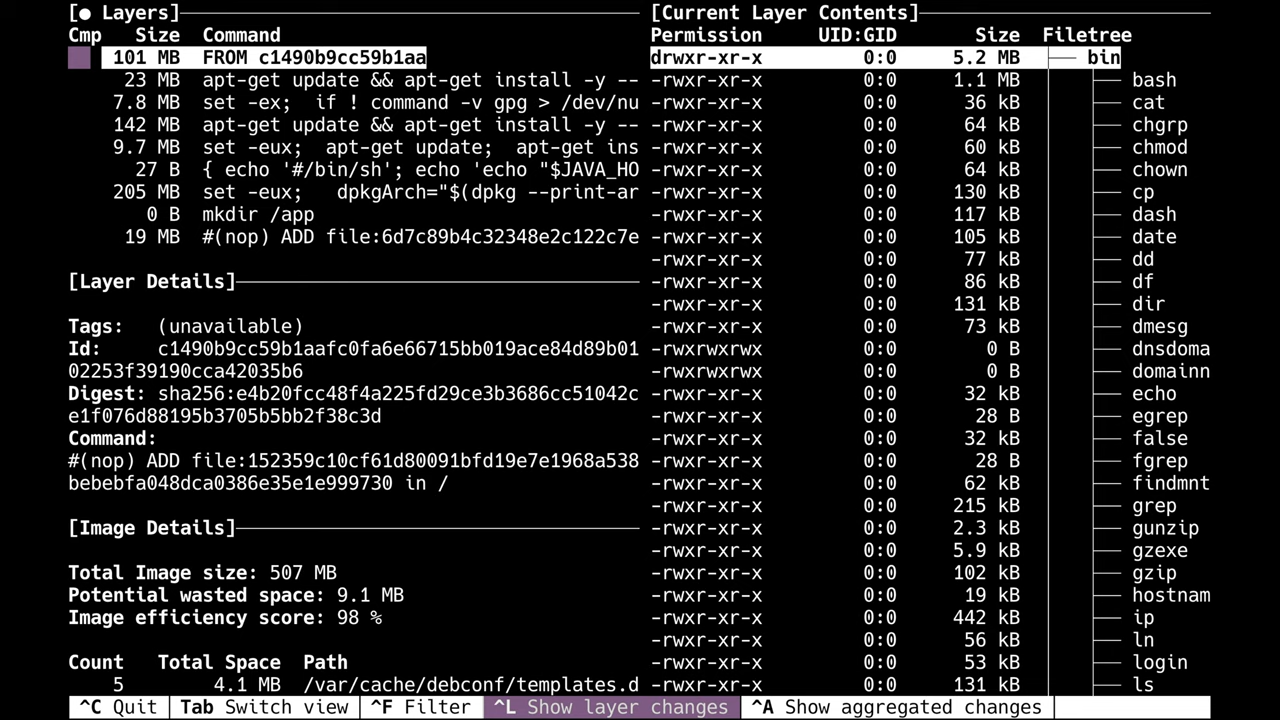 [● Layers]
Cmp Size Command
101 MB FROM c1490b9cc59b1aa
23 MB apt-get update && apt-get install -y --
7.8 MB set -ex; if ! command -v gpg > /dev/nu
142 MB apt-get update && apt-get install -y --
9.7 MB set -eux; apt-get update; apt-get ins
27 B { echo '#/bin/sh'; echo 'echo "$JAVA_HO
205 MB set -eux; dpkgArch="$(dpkg --print-ar
0 B mkdir /app
19 MB #(nop) ADD file:6d7c89b4c32348e2c122c7e
[Layer Details]
Tags: (unavailable)
Id: c1490b9cc59b1aafc0fa6e66715bb019ace84d89b01
02253f39190cca42035b6
Digest: sha256:e4b20fcc48f4a225fd29ce3b3686cc51042c
e1f076d88195b3705b5bb2f38c3d
Command:
#(nop) ADD file:152359c10cf61d80091bfd19e7e1968a538
bebebfa048dca0386e35e1e999730 in /
[Image Details]
Total Image size: 507 MB
Potential wasted space: 9.1 MB
Image efficiency score: 98 %
Count Total Space Path
5 4.1 MB /var/cache/debconf/templates.d
[Current Layer Contents]
Permission UID:GID Size Filetree
drwxr-xr-x 0:0 5.2 MB ├── bin
-rwxr-xr-x 0:0 1.1 MB │ ├── bash
-rwxr-xr-x 0:0 36 kB │ ├── cat
-rwxr-xr-x 0:0 64 kB │ ├── chgrp
-rwxr-xr-x 0:0 60 kB │ ├── chmod
-rwxr-xr-x 0:0 64 kB │ ├── chown
-rwxr-xr-x 0:0 130 kB │ ├── cp
-rwxr-xr-x 0:0 117 kB │ ├── dash
-rwxr-xr-x 0:0 105 kB │ ├── date
-rwxr-xr-x 0:0 77 kB │ ├── dd
-rwxr-xr-x 0:0 86 kB │ ├── df
-rwxr-xr-x 0:0 131 kB │ ├── dir
-rwxr-xr-x 0:0 73 kB │ ├── dmesg
-rwxrwxrwx 0:0 0 B │ ├── dnsdoma
-rwxrwxrwx 0:0 0 B │ ├── domainn
-rwxr-xr-x 0:0 32 kB │ ├── echo
-rwxr-xr-x 0:0 28 B │ ├── egrep
-rwxr-xr-x 0:0 32 kB │ ├── false
-rwxr-xr-x 0:0 28 B │ ├── fgrep
-rwxr-xr-x 0:0 62 kB │ ├── findmnt
-rwxr-xr-x 0:0 215 kB │ ├── grep
-rwxr-xr-x 0:0 2.3 kB │ ├── gunzip
-rwxr-xr-x 0:0 5.9 kB │ ├── gzexe
-rwxr-xr-x 0:0 102 kB │ ├── gzip
-rwxr-xr-x 0:0 19 kB │ ├── hostnam
-rwxr-xr-x 0:0 442 kB │ ├── ip
-rwxr-xr-x 0:0 56 kB │ ├── ln
-rwxr-xr-x 0:0 53 kB │ ├── login
-rwxr-xr-x 0:0 131 kB │ ├── ls
^C Quit Tab Switch view ^F Filter ^L Show layer changes ^A Show aggregated changes